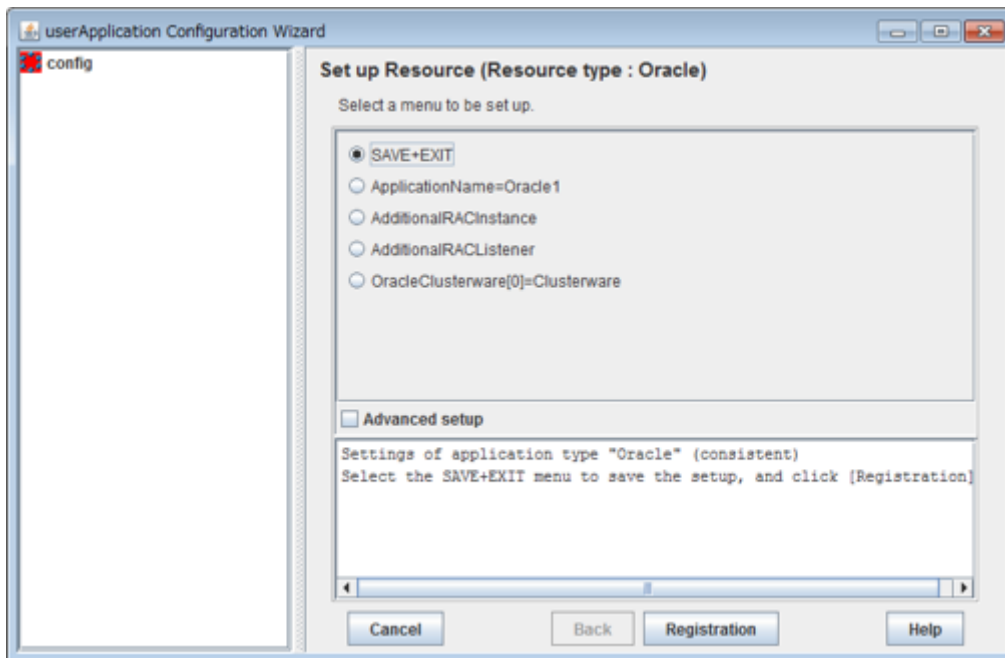 userApplication Configuration Wizard
config
Set up Resource (Resource type : Oracle)
Select a menu to be set up.
SAVE+EXIT
ApplicationName=Oracle1
AdditionalRACInstance
AdditionalRACListener
OracleClusterware[0]=Clusterware
Advanced setup
Settings of application type "Oracle" (consistent)
Select the SAVE+EXIT menu to save the setup, and click [Registration]
Cancel
Back
Registration
Help